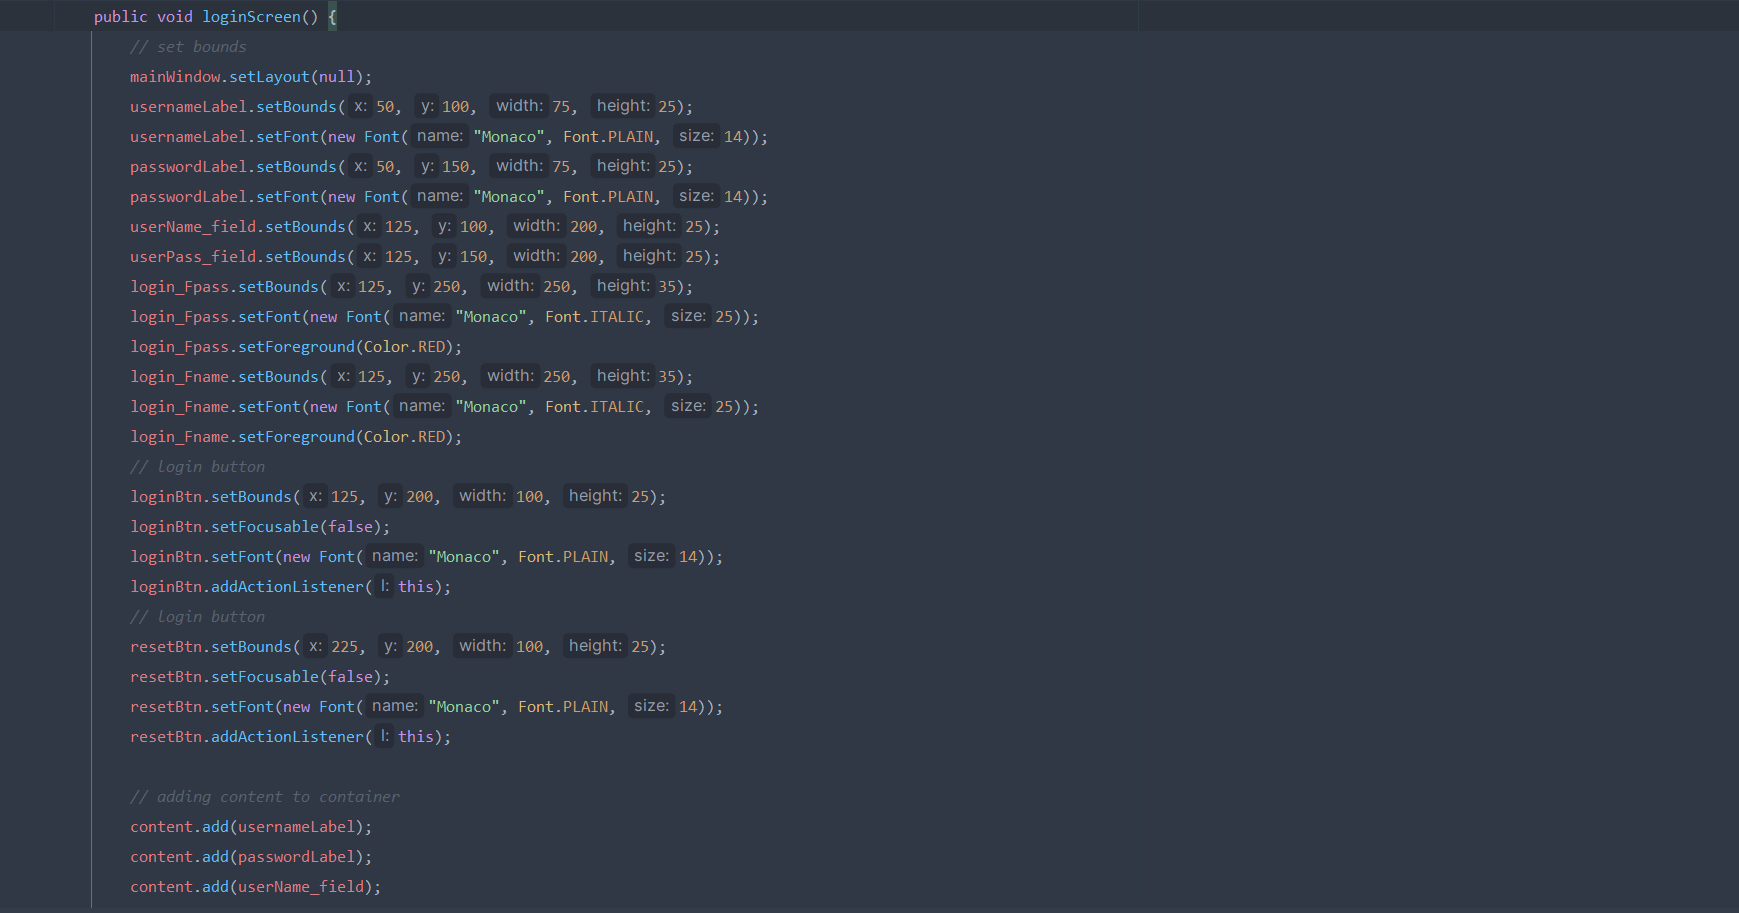 public void loginScreen() {
// set bounds
mainWindow.setLayout(null);
usernameLabel.setBounds( x: 50, y: 100, width: 75, height: 25);
usernameLabel.setFont(new Font( name: "Monaco", Font.PLAIN, size: 14));
passwordLabel.setBounds( x: 50, y: 150, width: 75, height: 25);
passwordLabel.setFont(new Font( name: "Monaco", Font.PLAIN, size: 14));
userName_field.setBounds( x: 125, y: 100, width: 200, height: 25);
userPass_field.setBounds( x: 125, y: 150, width: 200, height: 25);
login_Fpass.setBounds( x: 125, y: 250, width: 250, height: 35);
login_Fpass.setFont(new Font( name: "Monaco", Font.ITALIC, size: 25));
login_Fpass.setForeground(Color.RED);
login_Fname.setBounds( x: 125, y: 250, width: 250, height: 35);
login_Fname.setFont(new Font( name: "Monaco", Font.ITALIC, size: 25));
login_Fname.setForeground(Color.RED);
// login button
loginBtn.setBounds( x: 125, y: 200, width: 100, height: 25);
loginBtn.setFocusable(false);
loginBtn.setFont(new Font( name: "Monaco", Font.PLAIN, size: 14));
loginBtn.addActionListener( l: this);
// login button
resetBtn.setBounds( x: 225, y: 200, width: 100, height: 25);
resetBtn.setFocusable(false);
resetBtn.setFont(new Font( name: "Monaco", Font.PLAIN, size: 14));
resetBtn.addActionListener( l: this);
// adding content to container
content.add(usernameLabel);
content.add(passwordLabel);
content.add(userName_field);